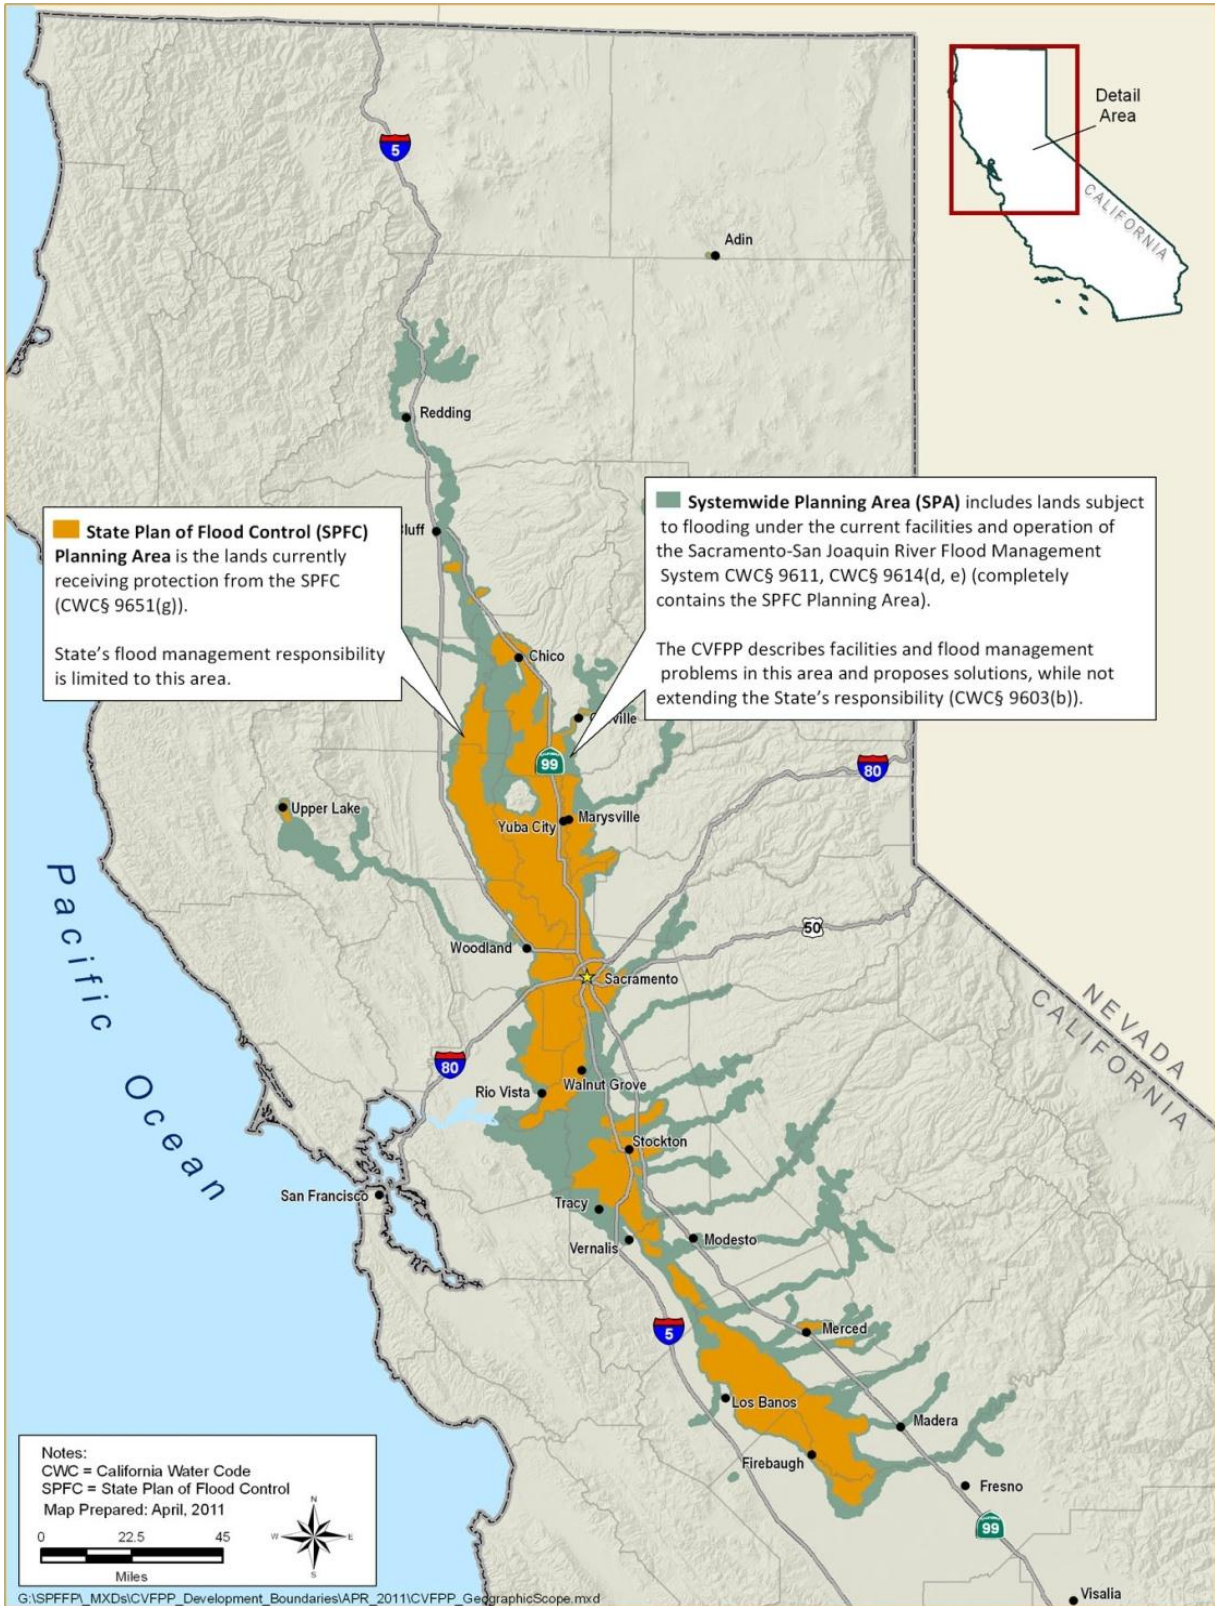 Detail
Area
CALIFORNIA
5
Adin
Redding
State Plan of Flood Control (SPFC)
Planning Area is the lands currently
receiving protection from the SPFC
(CWC§ 9651(g)).
State's flood management responsibility
is limited to this area.
Bluff
Systemwide Planning Area (SPA) includes lands subject
to flooding under the current facilities and operation of
the Sacramento-San Joaquin River Flood Management
System CWC§ 9611, CWC§ 9614(d, e) (completely
contains the SPFC Planning Area).
The CVFPP describes facilities and flood management
problems in this area and proposes solutions, while not
extending the State's responsibility (CWC§ 9603(b)).
Chico
99
80
Upper Lake
Yuba City
Marysville
Pacific Ocean
50
Woodland
Sacramento
NEVADA
CALIFORNIA
80
Rio Vista
Walnut Grove
Stockton
San Francisco
Tracy
Vernalis
Modesto
5
Merced
Los Banos
Madera
Firebaugh
Fresno
99
Visalia
Notes:
CWC = California Water Code
SPFC = State Plan of Flood Control
Map Prepared: April, 2011
N
W E
S
0 22.5 45
Miles
G:\SPFFP\_MXDs\CVFPP_Development_Boundaries\APR_2011\CVFPP_GeographicScope.mxd